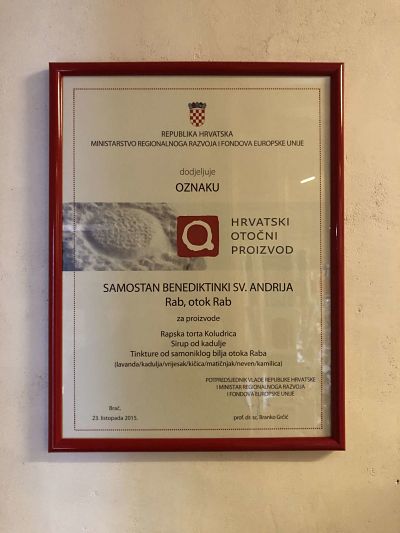 REPUBLIKA HRVATSKA
MINISTARSTVO REGIONALNOGA RAZVOJA I FONDOVA EUROPSKE UNIJE
dodjeljuje
OZNAKU
HRVATSKI
OTOČNI
PROIZVOD
SAMOSTAN BENEDIKTINKI SV. ANDRIJA
Rab, otok Rab
za proizvode
Rapska torta Koludrica
Sirup od kadulje
Tinkture od samoniklog bilja otoka Raba
(lavanda/kadulja/vrijesak/kičica/matičnjak/neven/kamilica)
POTPREDSJEDNIK VLADE REPUBLIKE HRVATSKE
I MINISTAR REGIONALNOGA RAZVOJA
I FONDOVA EUROPSKE UNIJE
Brač,
23. listopada 2015.
prof. dr. sc. Branko Grčić